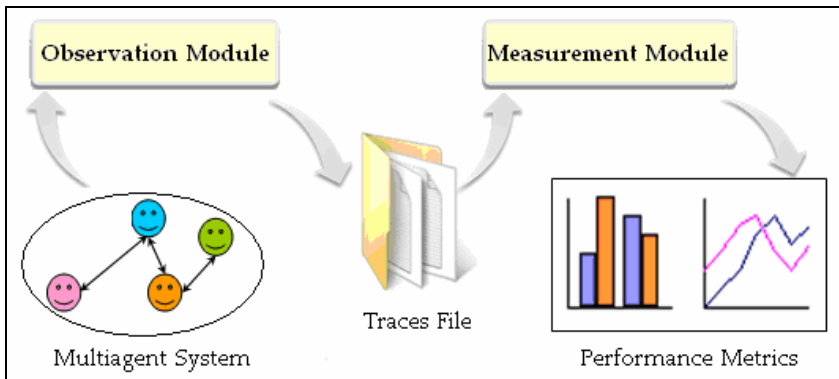 Observation Module
Measurement Module
Traces File
Multiagent System
Performance Metrics